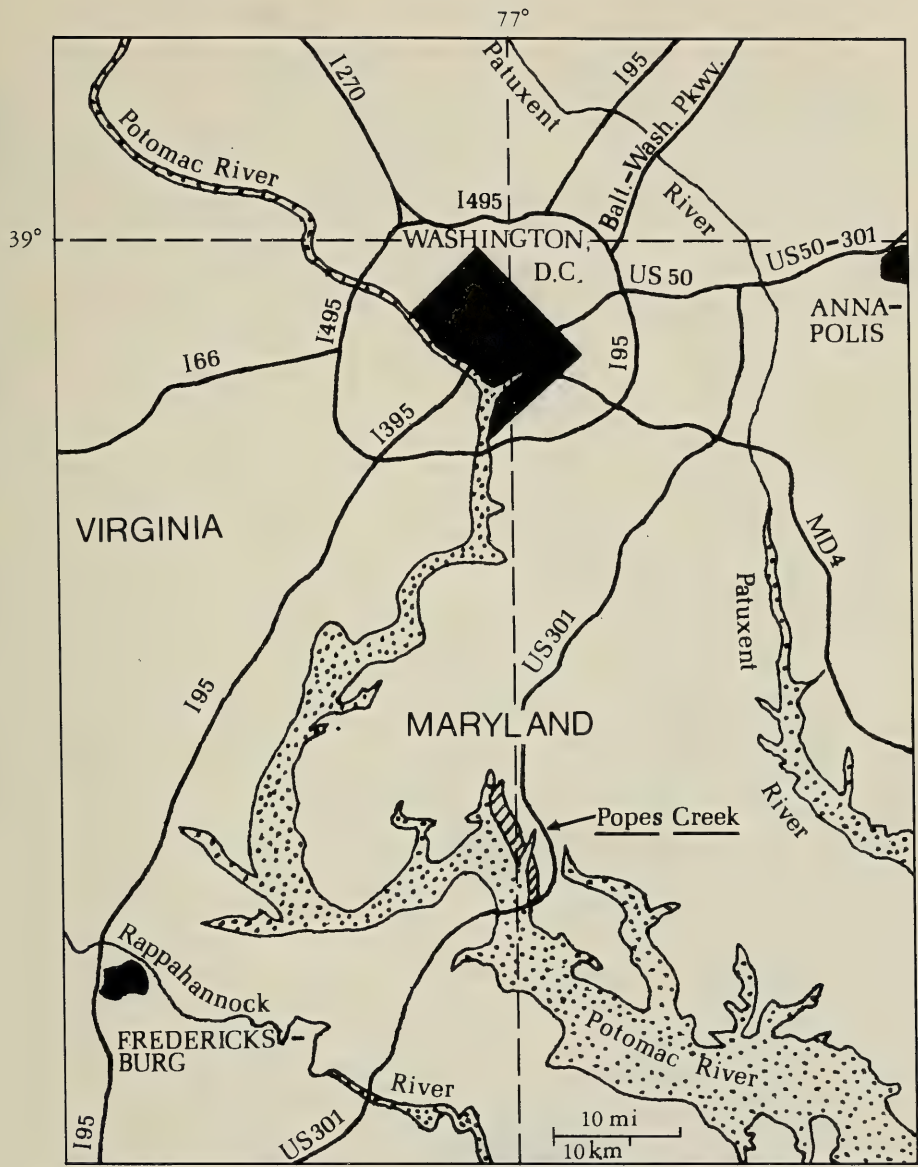 77°
I270
Patuxent
I95
Balt.-Wash. Pkwy.
Potomac River
River
I495
39°
WASHINGTON,
D.C.
US 50
US50-301
ANNA-
POLIS
I495
I66
I95
I395
VIRGINIA
MD4
Patuxent
US301
I95
MARYLAND
River
Popes Creek
Rappahannock
FREDERICKS-
BURG
River
Potomac River
I95
US301
10 mi
10 km